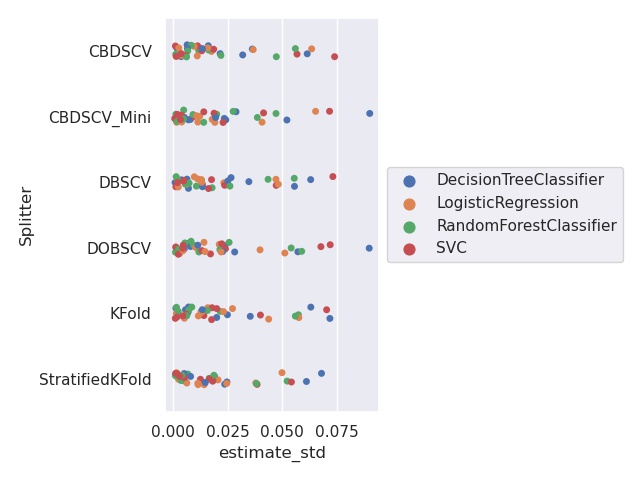 Splitter
CBDSCV
CBDSCV_Mini
DBSCV
DOBSCV
KFold
StratifiedKFold
0.000 0.025 0.050 0.075
estimate_std
DecisionTreeClassifier
LogisticRegression
RandomForestClassifier
SVC